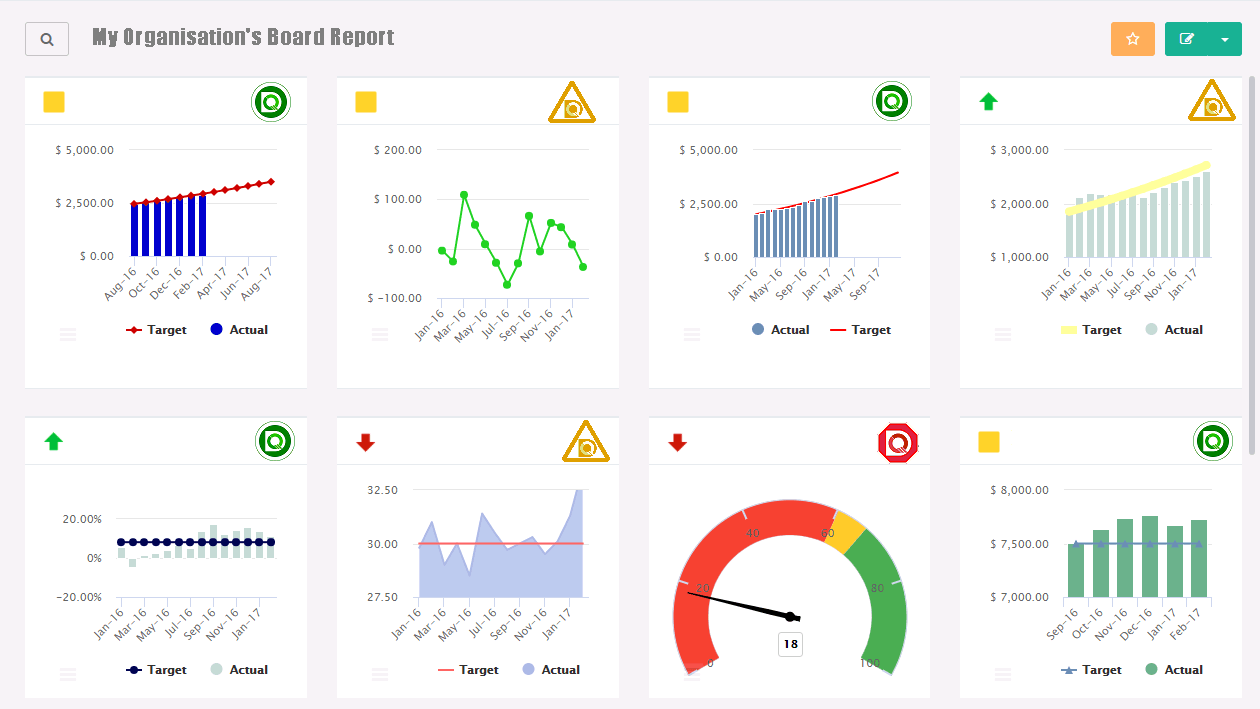 My Organisation's Board Report
$ 5,000.00
$ 2,500.00
$ 0.00
Aug-16 Oct-16 Dec-16 Feb-17 Apr-17 Jun-17 Aug-17
Target Actual
$ 200.00
$ 100.00
$ 0.00
$ -100.00
Jan-16 Mar-16 May-16 Jul-16 Sep-16 Nov-16 Jan-17
$ 5,000.00
$ 2,500.00
$ 0.00
Jan-16 May-16 Sep-16 Jan-17 May-17 Sep-17
Actual Target
$ 3,000.00
$ 2,000.00
$ 1,000.00
Jan-16 Mar-16 May-16 Jul-16 Sep-16 Nov-16 Jan-17
Target Actual
20.00%
0%
-20.00%
Jan-16 Mar-16 May-16 Jul-16 Sep-16 Nov-16 Jan-17
Target Actual
32.50
30.00
27.50
Jan-16 Mar-16 May-16 Jul-16 Sep-16 Nov-16 Jan-17
Target Actual
40 60
20 80
18
0 100
$ 8,000.00
$ 7,500.00
$ 7,000.00
Sep-16 Oct-16 Nov-16 Dec-16 Jan-17 Feb-17
Target Actual